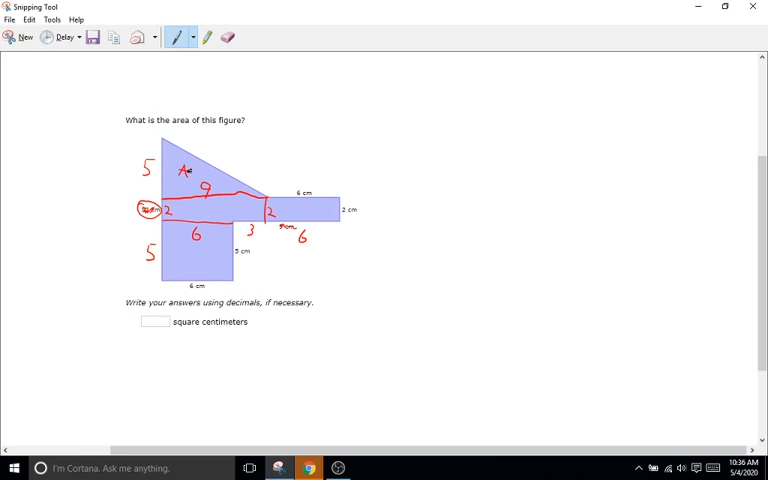 Snipping Tool
File Edit Tools Help
New Delay
What is the area of this figure?
5
A
9
6 cm
2
2
2 cm
6
3
6
5
5 cm
6 cm
Write your answers using decimals, if necessary.
square centimeters
I'm Cortana. Ask me anything.
10:36 AM
5/4/2020